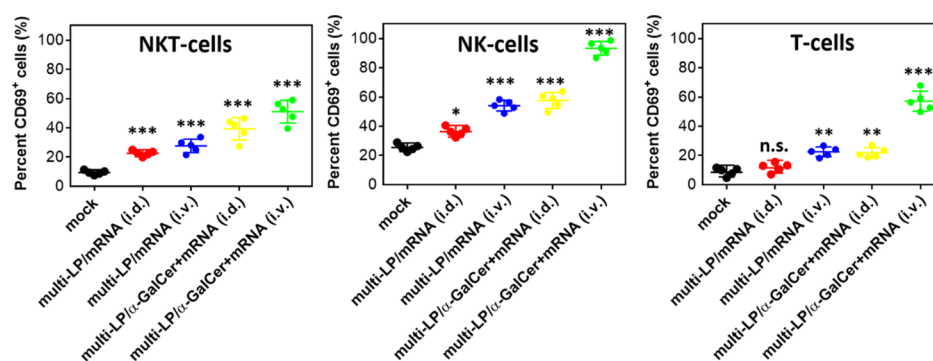 Percent CD69⁺ cells (%)
100
80
60
40
20
0
NKT-cells
***
***
***
***
mock
multi-LP/mRNA (i.d.)
multi-LP/mRNA (i.v.)
multi-LP/α-GalCer+mRNA (i.d.)
multi-LP/α-GalCer+mRNA (i.v.)
Percent CD69⁺ cells (%)
100
80
60
40
20
0
NK-cells
*
***
***
***
mock
multi-LP/mRNA (i.d.)
multi-LP/mRNA (i.v.)
multi-LP/α-GalCer+mRNA (i.d.)
multi-LP/α-GalCer+mRNA (i.v.)
Percent CD69⁺ cells (%)
100
80
60
40
20
0
T-cells
n.s.
**
**
***
mock
multi-LP/mRNA (i.d.)
multi-LP/mRNA (i.v.)
multi-LP/α-GalCer+mRNA (i.d.)
multi-LP/α-GalCer+mRNA (i.v.)